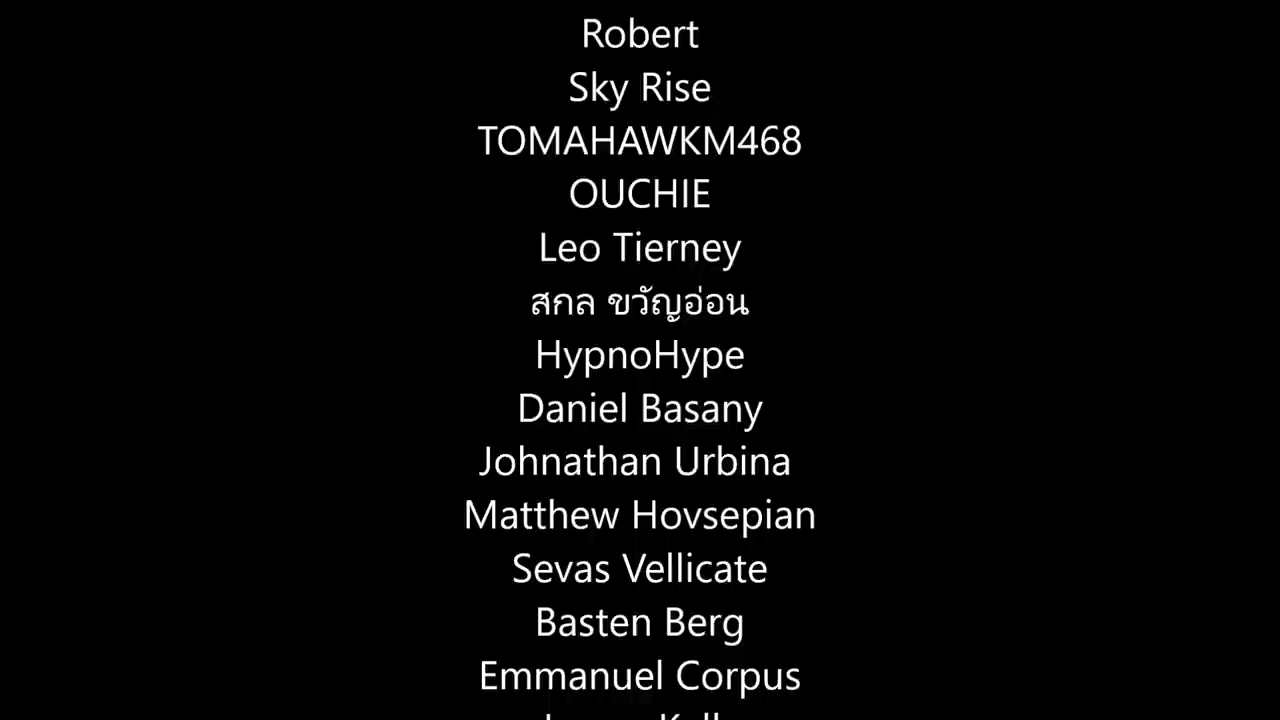 Robert
Sky Rise
TOMAHAWKM468
OUCHIE
Leo Tierney
สกล ขวัญอ่อน
HypnoHype
Daniel Basany
Johnathan Urbina
Matthew Hovsepian
Sevas Vellicate
Basten Berg
Emmanuel Corpus